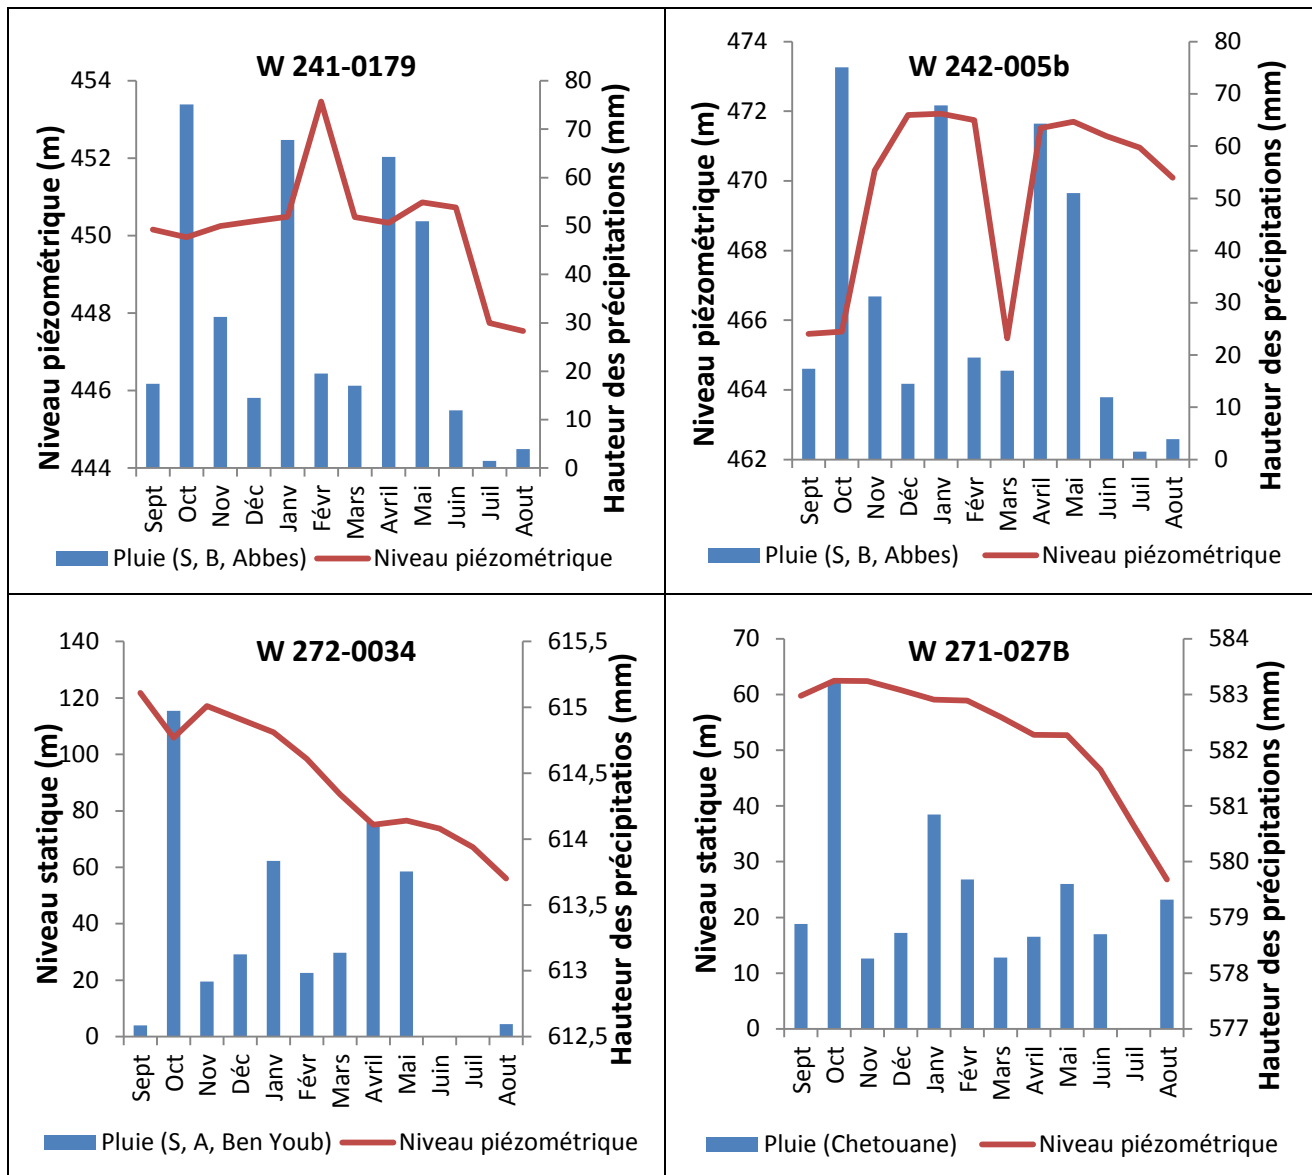 W 241-0179
Niveau piézométrique (m)
454
452
450
448
446
444
80
70
60
50
40
30
20
10
0
Hauteur des précipitations (mm)
Sept
Oct
Nov
Déc
Janv
Févr
Mars
Avril
Mai
Juin
Juil
Aout
Pluie (S, B, Abbes)
Niveau piézométrique
W 242-005b
Niveau piézométrique (m)
474
472
470
468
466
464
462
80
70
60
50
40
30
20
10
0
Hauteur des précipitations (mm)
Sept
Oct
Nov
Déc
Janv
Févr
Mars
Avril
Mai
Juin
Juil
Aout
Pluie (S, B, Abbes)
Niveau piézométrique
W 272-0034
Niveau statique (m)
140
120
100
80
60
40
20
0
615,5
615
614,5
614
613,5
613
612,5
Hauteur des précipitatios (mm)
Sept
Oct
Nov
Déc
Janv
Févr
Mars
Avril
Mai
Juin
Juil
Aout
Pluie (S, A, Ben Youb)
Niveau piézométrique
W 271-027B
Niveau statique (m)
70
60
50
40
30
20
10
0
584
583
582
581
580
579
578
577
Hauteur des précipitations (mm)
Sept
Oct
Nov
Déc
Janv
Févr
Mars
Avril
Mai
Juin
Juil
Aout
Pluie (Chetouane)
Niveau piézométrique